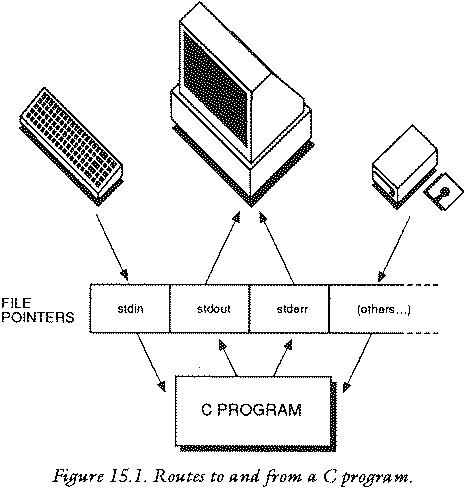 FILE
POINTERS
stdin
stdout
stderr
(others...)
C PROGRAM
Figure 15.1. Routes to and from a C program.